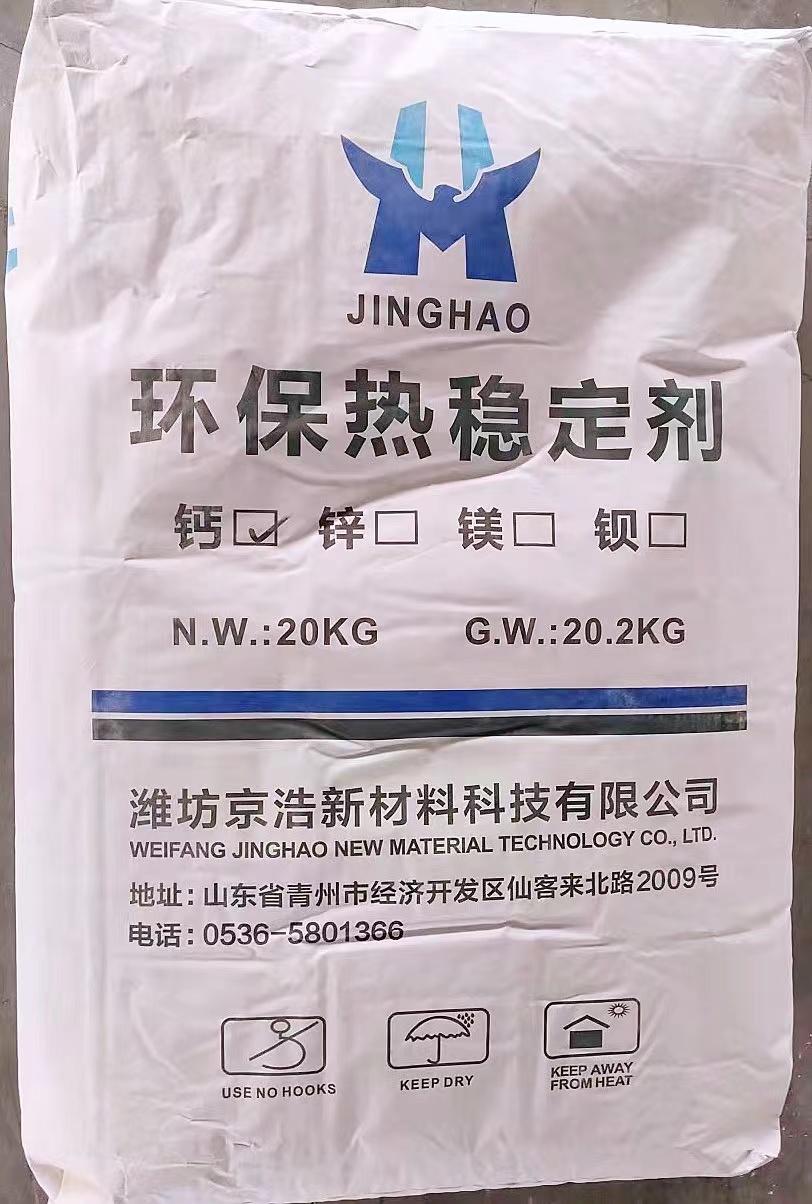 JINGHAO
环保热稳定剂
钙☑ 锌□ 镁□ 钡□
N.W.:20KG G.W.:20.2KG
潍坊京浩新材料科技有限公司
WEIFANG JINGHAO NEW MATERIAL TECHNOLOGY CO., LTD.
地址:山东省青州市经济开发区仙客来北路2009号
电话:0536-5801366
USE NO HOOKS
KEEP DRY
KEEP AWAY
FROM HEAT